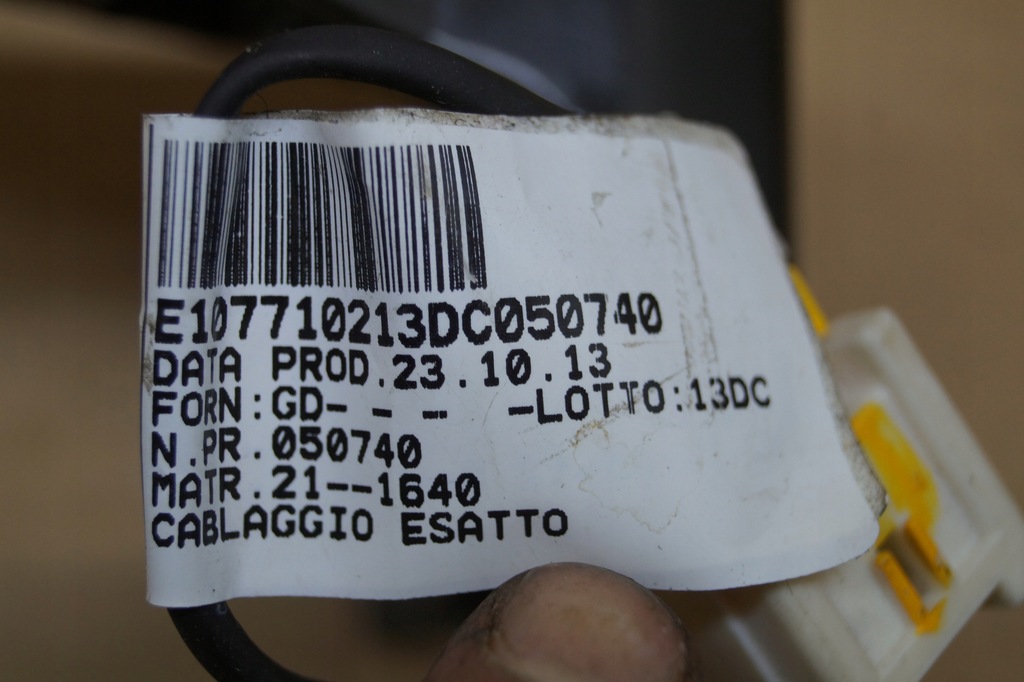 E107710213DC050740
DATA PROD.23.10.13
FORN:GD- - - -LOTTO:13DC
N.PR.050740
MATR.21--1640
CABLAGGIO ESATTO